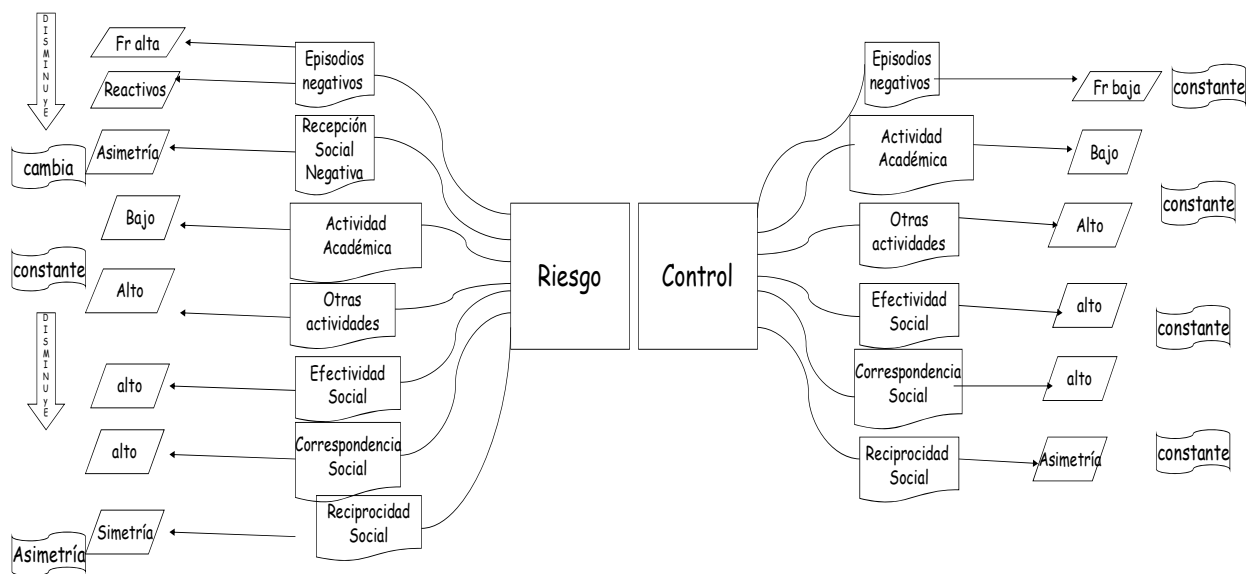 DISMINUyE
Fr alta
Reactivos
Episodios
negativos
cambia
Asimetría
Recepción
Social
Negativa
Bajo
Actividad
Académica
constante
Alto
Otras
actividades
DISMINUyE
alto
Efectividad
Social
alto
Correspondencia
Social
Asimetría
Simetría
Reciprocidad
Social
Riesgo
Control
Episodios
negativos
Fr baja
constante
Actividad
Académica
Bajo
constante
Otras
actividades
Alto
Efectividad
Social
alto
constante
Correspondencia
Social
alto
Reciprocidad
Social
Asimetría
constante